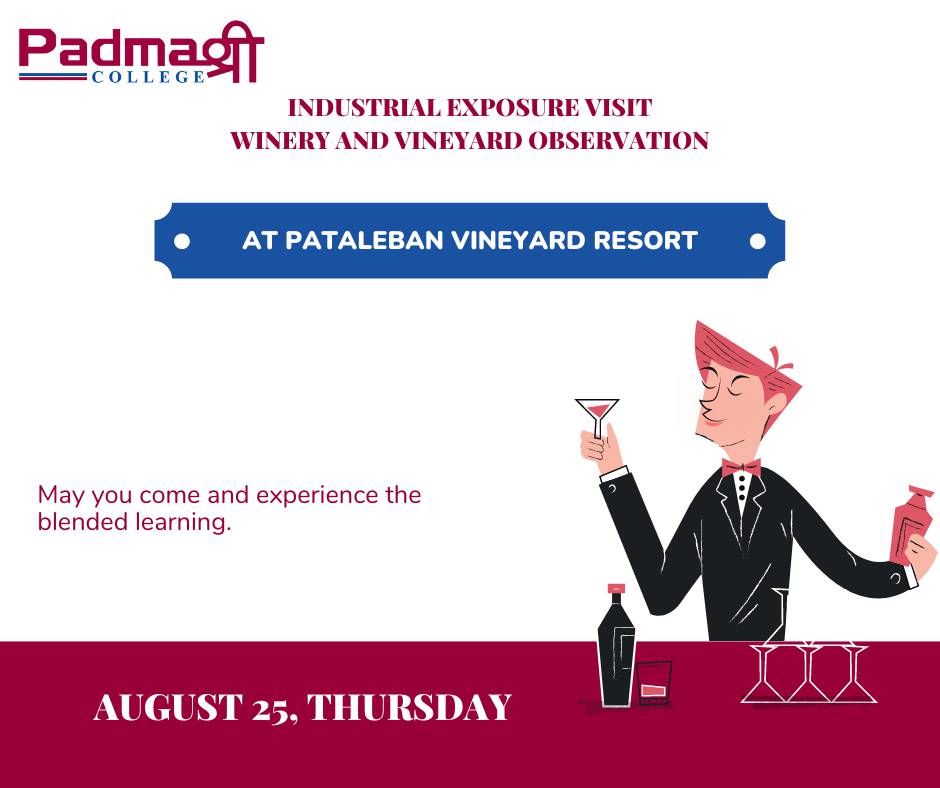 Padmaश्री
COLLEGE
INDUSTRIAL EXPOSURE VISIT
WINERY AND VINEYARD OBSERVATION
AT PATALEBAN VINEYARD RESORT
May you come and experience the
blended learning.
AUGUST 25, THURSDAY